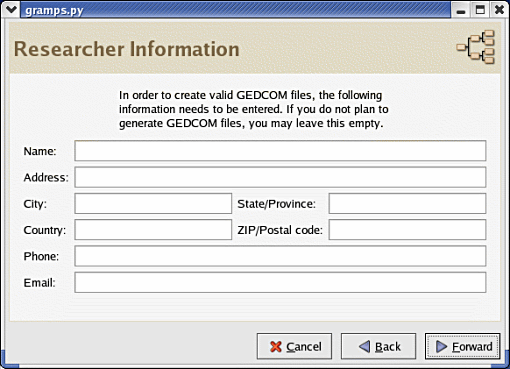 gramps.py
Researcher Information
In order to create valid GEDCOM files, the following
information needs to be entered. If you do not plan to
generate GEDCOM files, you may leave this empty.
Name:
Address:
City: State/Province:
Country: ZIP/Postal code:
Phone:
Email:
Cancel Back Forward